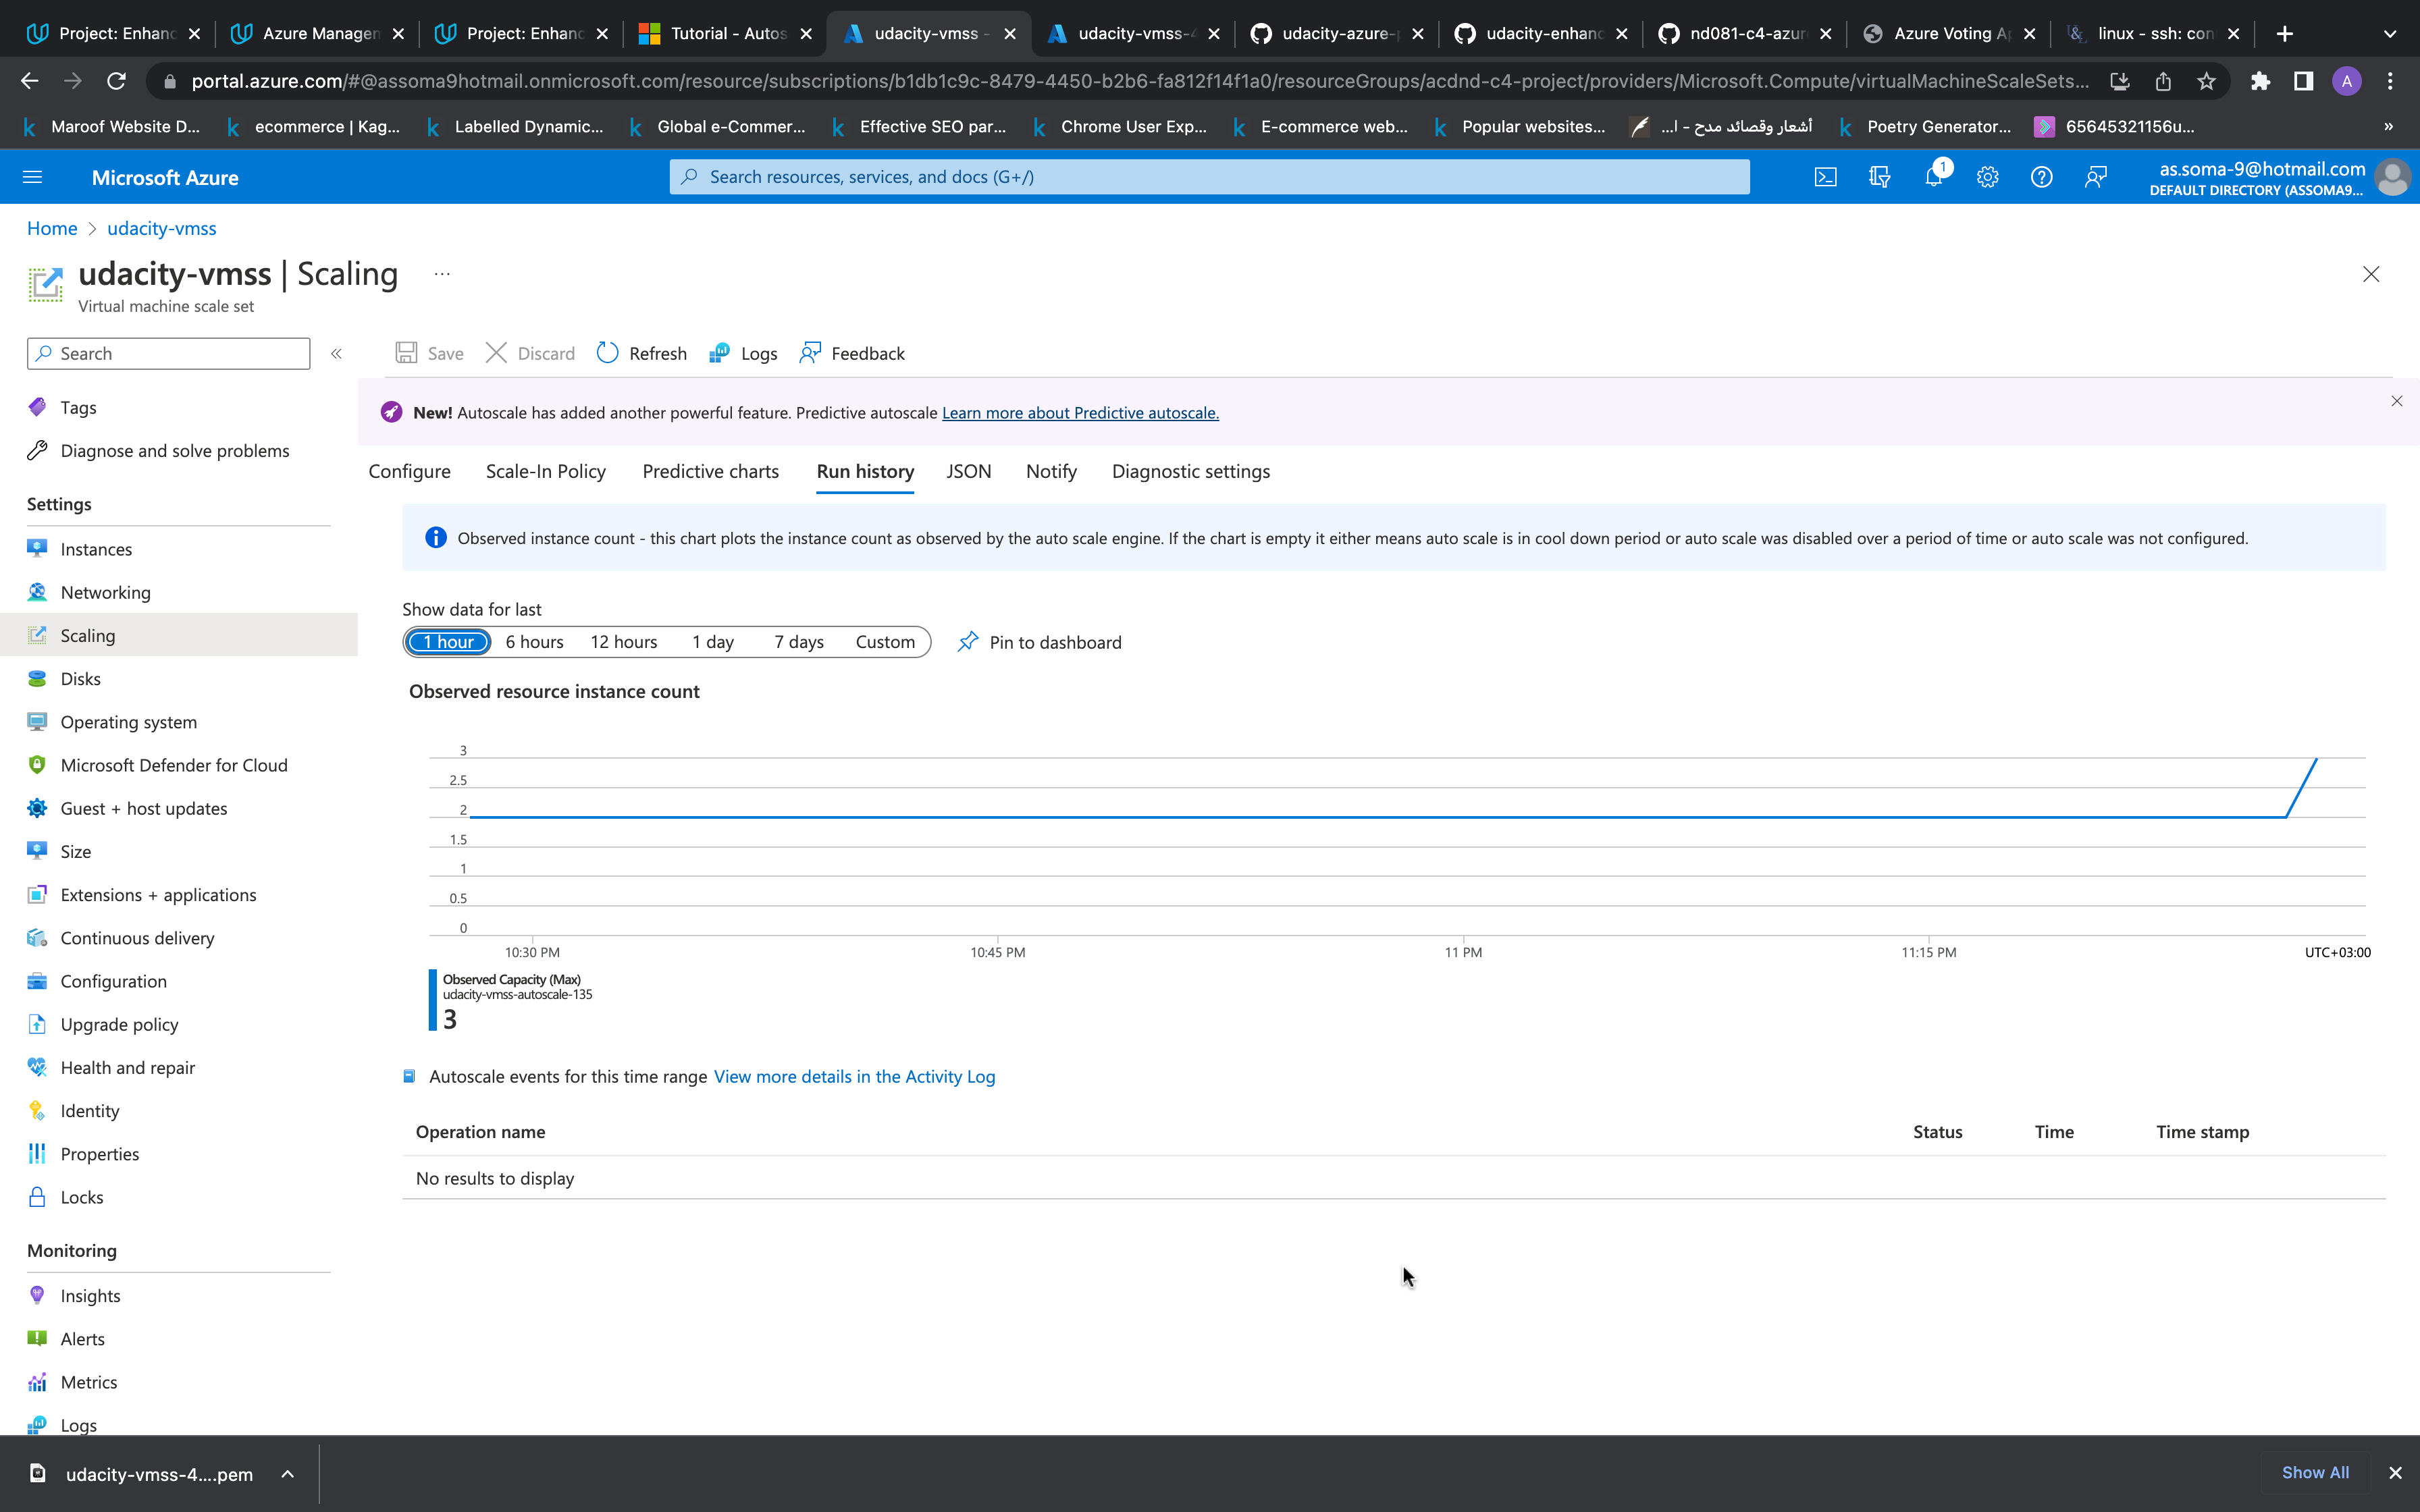 Project: Enhan
Azure Managem
Project: Enhan
Tutorial - Autos
udacity-vmss -
udacity-vmss-4
udacity-azure-
udacity-enhanc
nd081-c4-azur
Azure Voting Ap
linux - ssh: con
portal.azure.com/#@assoma9hotmail.onmicrosoft.com/resource/subscriptions/b1db1c9c-8479-4450-b2b6-fa812f14f1a0/resourceGroups/acdnd-c4-project/providers/Microsoft.Compute/virtualMachineScaleSets...
A
Maroof Website D...
ecommerce | Kag...
Labelled Dynamic...
Global e-Commer...
Effective SEO par...
Chrome User Exp...
E-commerce web...
Popular websites...
أشعار وقصائد مدح - ا...
Poetry Generator...
65645321156u...
»
Microsoft Azure
Search resources, services, and docs (G+/)
1
as.soma-9@hotmail.com
DEFAULT DIRECTORY (ASSOMA9...
Home > udacity-vmss
udacity-vmss | Scaling ...
Virtual machine scale set
Search
«
Save
Discard
Refresh
Logs
Feedback
New! Autoscale has added another powerful feature. Predictive autoscale Learn more about Predictive autoscale.
Tags
Diagnose and solve problems
Settings
Instances
Networking
Scaling
Disks
Operating system
Microsoft Defender for Cloud
Guest + host updates
Size
Extensions + applications
Continuous delivery
Configuration
Upgrade policy
Health and repair
Identity
Properties
Locks
Monitoring
Insights
Alerts
Metrics
Logs
Configure
Scale-In Policy
Predictive charts
Run history
JSON
Notify
Diagnostic settings
Observed instance count - this chart plots the instance count as observed by the auto scale engine. If the chart is empty it either means auto scale is in cool down period or auto scale was disabled over a period of time or auto scale was not configured.
Show data for last
1 hour
6 hours
12 hours
1 day
7 days
Custom
Pin to dashboard
Observed resource instance count
3
2.5
2
1.5
1
0.5
0
10:30 PM
10:45 PM
11 PM
11:15 PM
UTC+03:00
Observed Capacity (Max)
udacity-vmss-autoscale-135
3
Autoscale events for this time range View more details in the Activity Log
Operation name
Status
Time
Time stamp
No results to display
udacity-vmss-4....pem
Show All